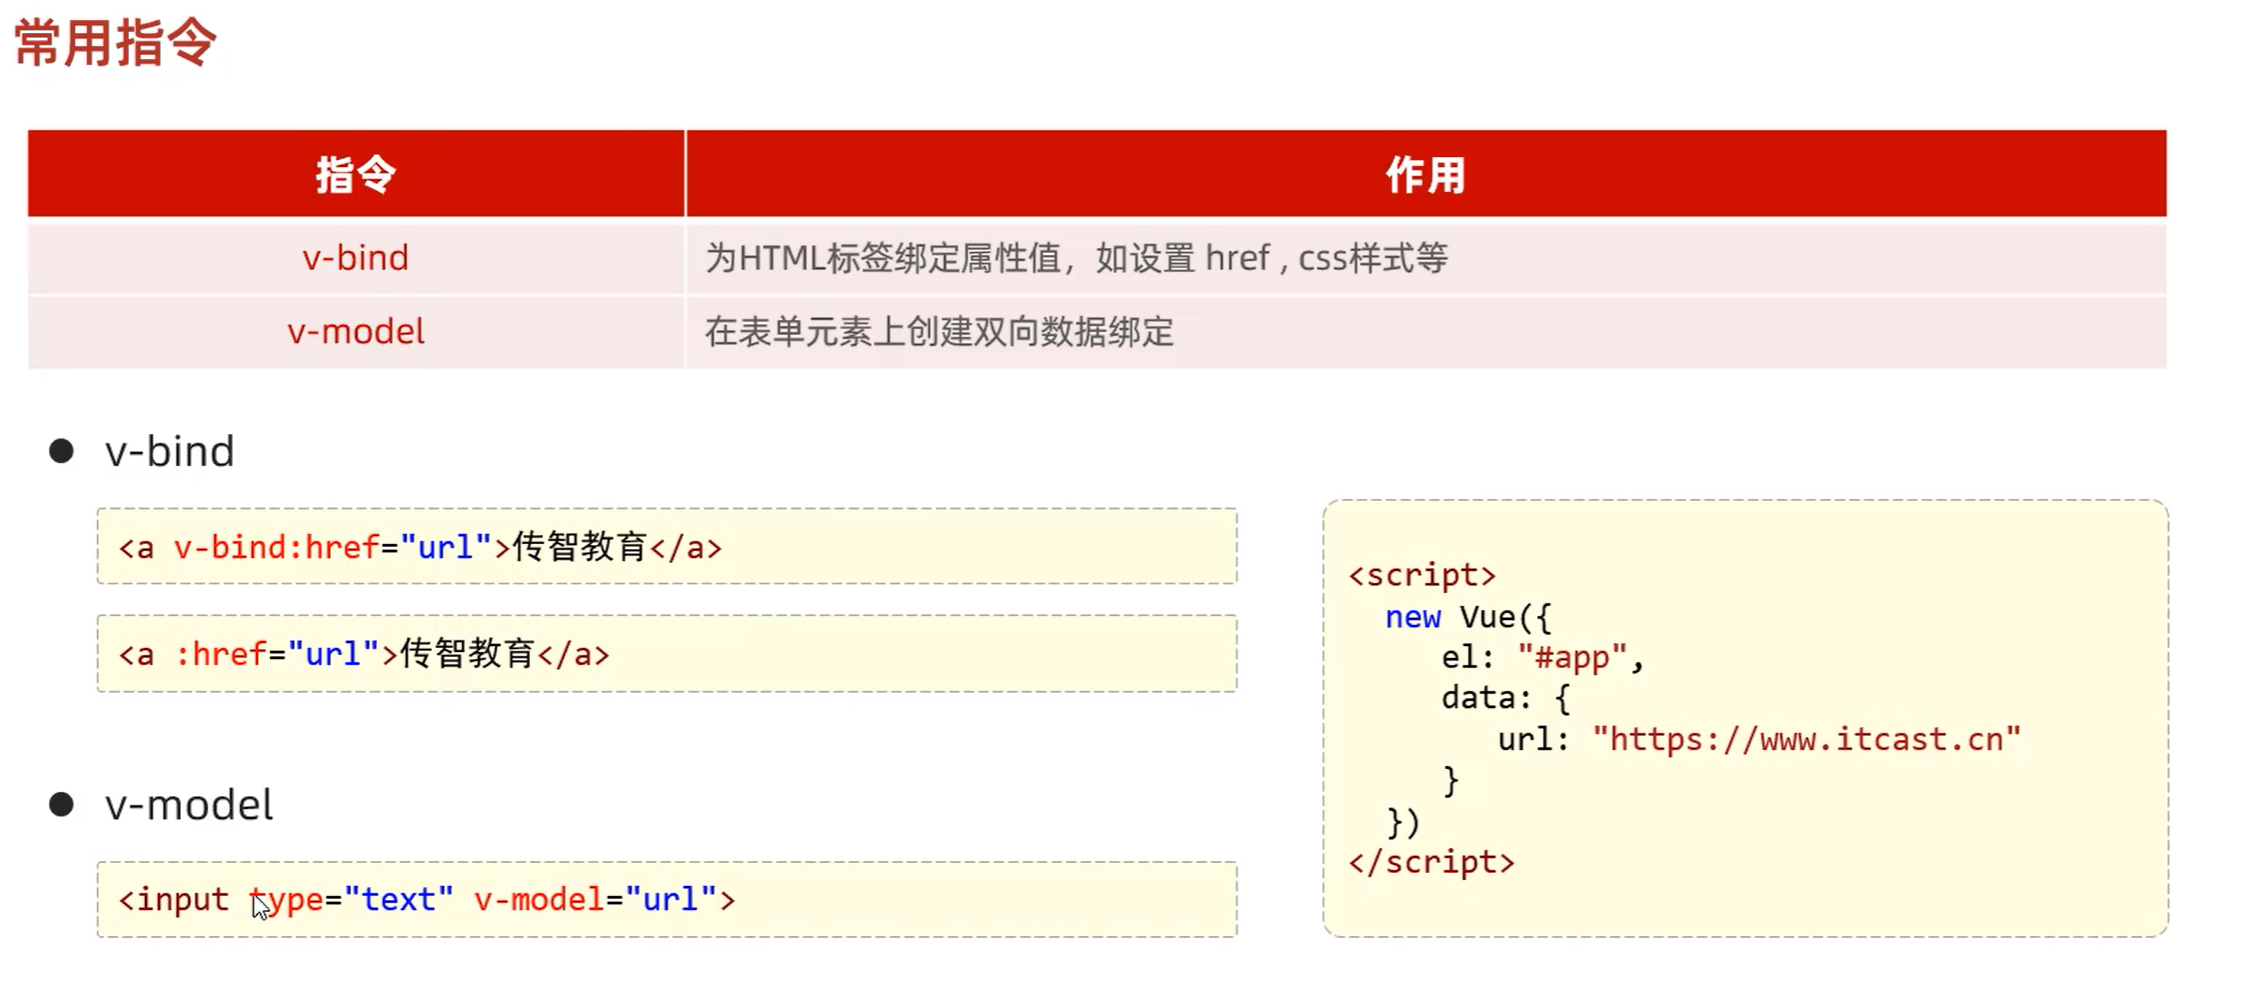 常用指令
指令 作用
v-bind 为HTML标签绑定属性值，如设置 href , css样式等
v-model 在表单元素上创建双向数据绑定
● v-bind
<a v-bind:href="url">传智教育</a>
<a :href="url">传智教育</a>
● v-model
<input type="text" v-model="url">
<script>
new Vue({
el: "#app",
data: {
url: "https://www.itcast.cn"
}
})
</script>